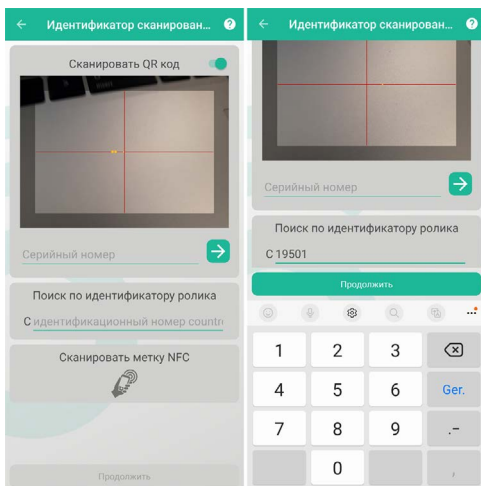 Идентификатор сканирован... ?
Сканировать QR код
Серийный номер
Поиск по идентификатору ролика
C идентификационный номер countr
Сканировать метку NFC
Продолжить
Идентификатор сканирован... ?
Серийный номер
Поиск по идентификатору ролика
C 19501
Продолжить
1 2 3
4 5 6 Ger.
7 8 9 .-
0 ,